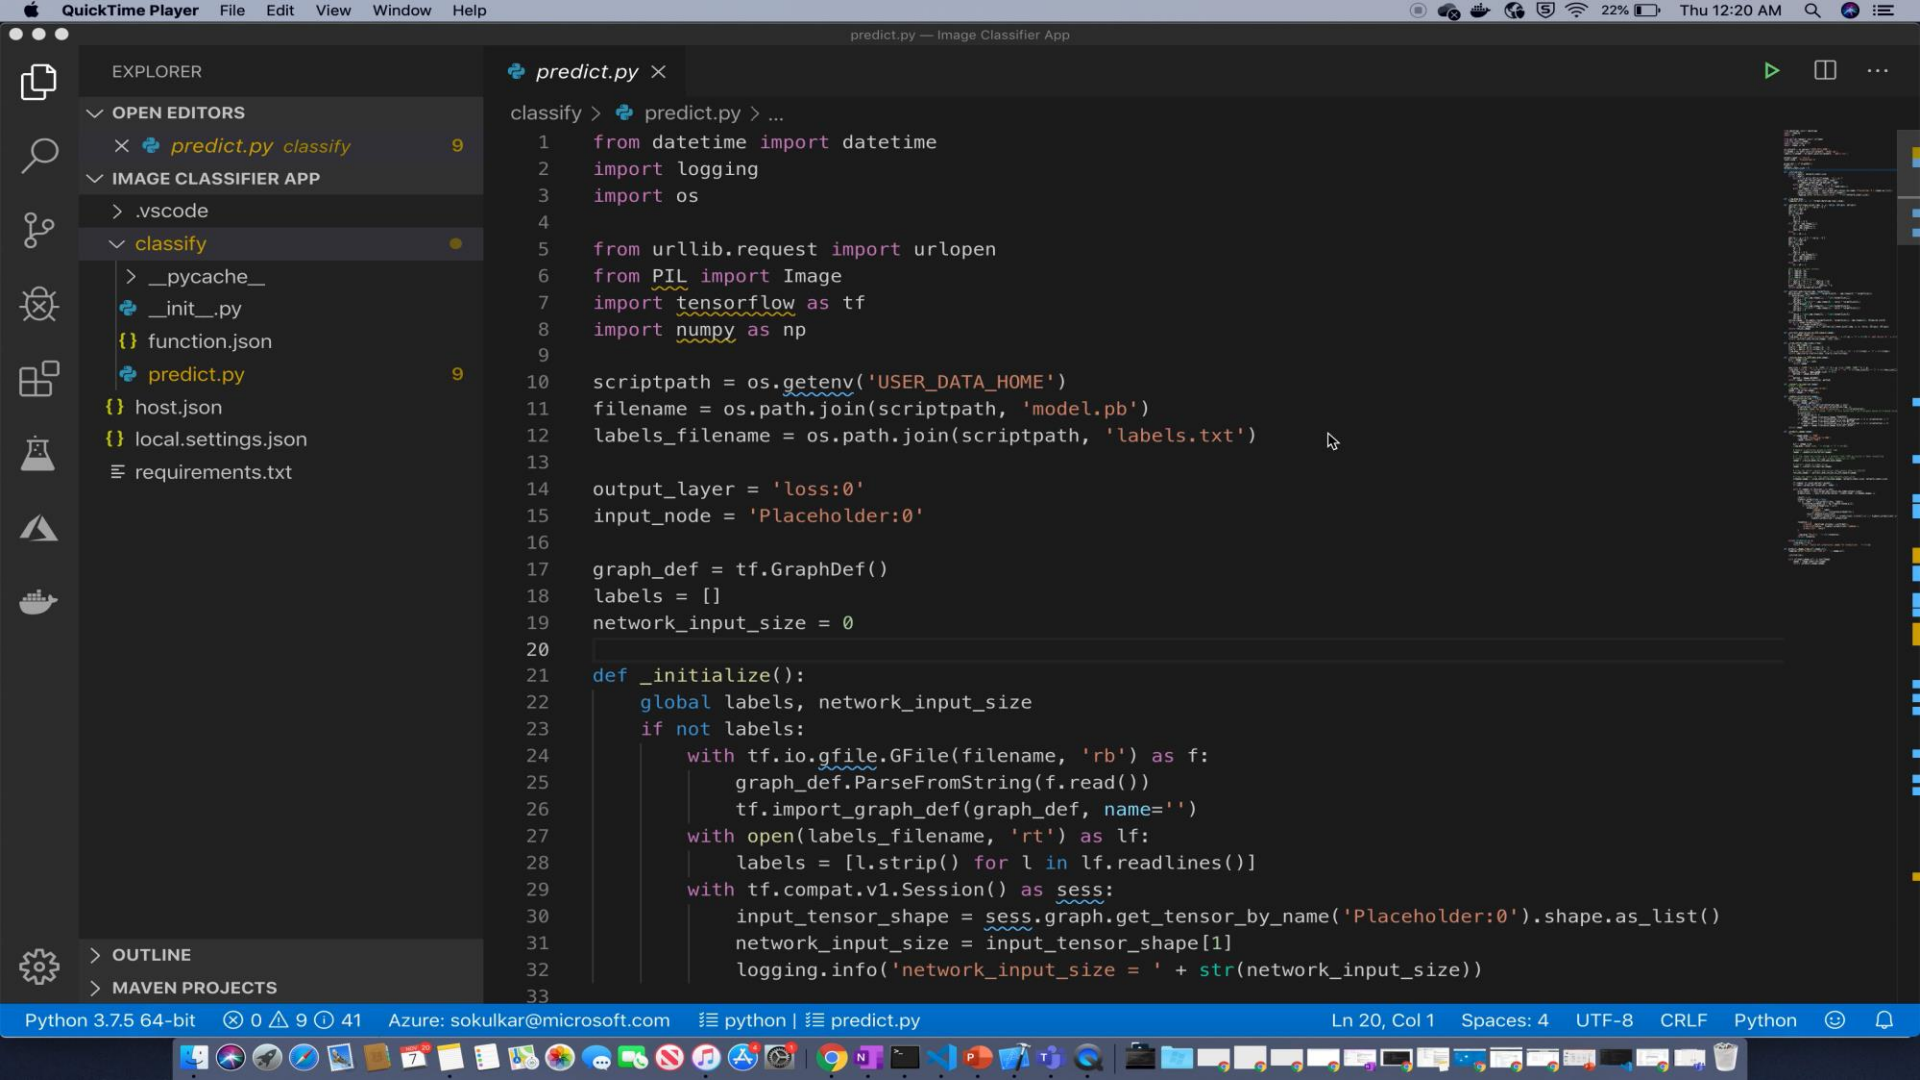 QuickTime Player File Edit View Window Help
22% Thu 12:20 AM
predict.py — Image Classifier App
EXPLORER
predict.py
OPEN EDITORS
predict.py classify 9
IMAGE CLASSIFIER APP
.vscode
classify
__pycache__
__init__.py
function.json
predict.py 9
host.json
local.settings.json
requirements.txt
OUTLINE
MAVEN PROJECTS
classify > predict.py > ...
1 from datetime import datetime
2 import logging
3 import os
4
5 from urllib.request import urlopen
6 from PIL import Image
7 import tensorflow as tf
8 import numpy as np
9
10 scriptpath = os.getenv('USER_DATA_HOME')
11 filename = os.path.join(scriptpath, 'model.pb')
12 labels_filename = os.path.join(scriptpath, 'labels.txt')
13
14 output_layer = 'loss:0'
15 input_node = 'Placeholder:0'
16
17 graph_def = tf.GraphDef()
18 labels = []
19 network_input_size = 0
20
21 def _initialize():
22 global labels, network_input_size
23 if not labels:
24 with tf.io.gfile.GFile(filename, 'rb') as f:
25 graph_def.ParseFromString(f.read())
26 tf.import_graph_def(graph_def, name='')
27 with open(labels_filename, 'rt') as lf:
28 labels = [l.strip() for l in lf.readlines()]
29 with tf.compat.v1.Session() as sess:
30 input_tensor_shape = sess.graph.get_tensor_by_name('Placeholder:0').shape.as_list()
31 network_input_size = input_tensor_shape[1]
32 logging.info('network_input_size = ' + str(network_input_size))
33
Python 3.7.5 64-bit 0 9 41 Azure: sokulkar@microsoft.com python | predict.py Ln 20, Col 1 Spaces: 4 UTF-8 CRLF Python